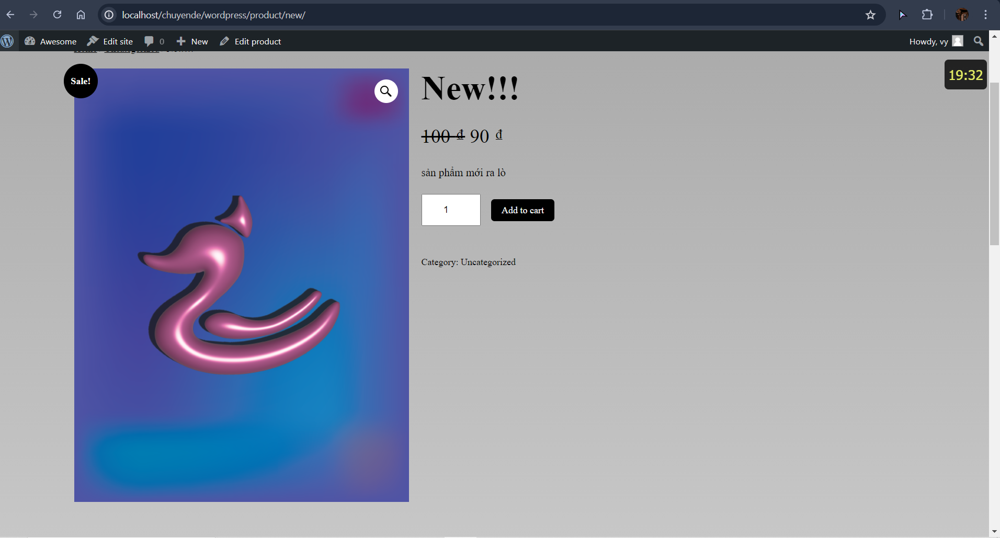 localhost/chuyende/wordpress/product/new/
Awesome Edit site 0 New Edit product Howdy, vy
Sale!
19:32
New!!!
100 ₫ 90 ₫
sản phẩm mới ra lò
1 Add to cart
Category: Uncategorized